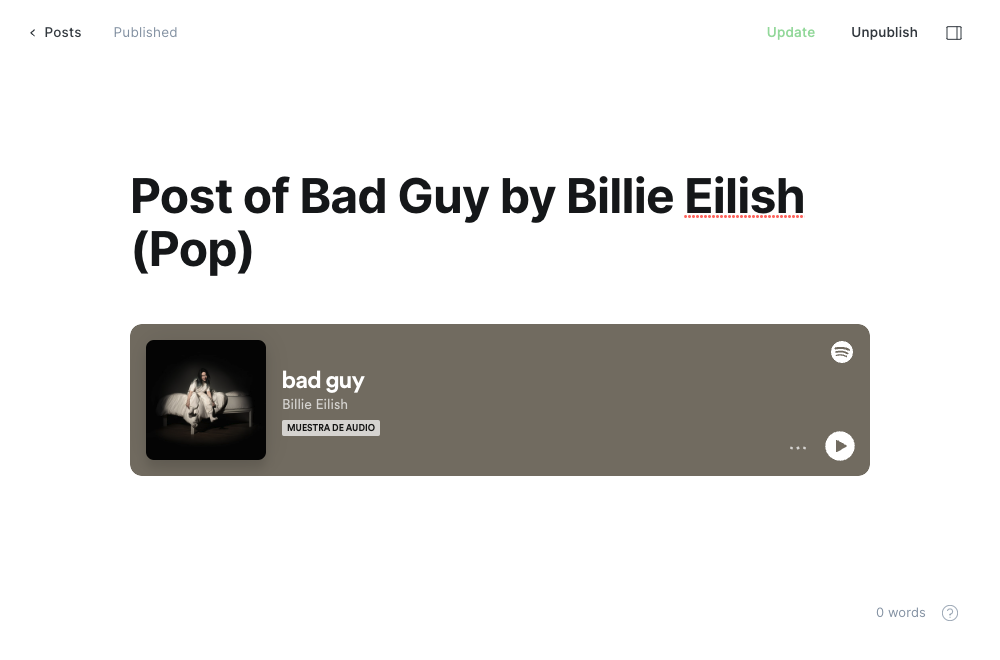 Posts
Published
Update
Unpublish
Post of Bad Guy by Billie Eilish
(Pop)
bad guy
Billie Eilish
MUESTRA DE AUDIO
0 words